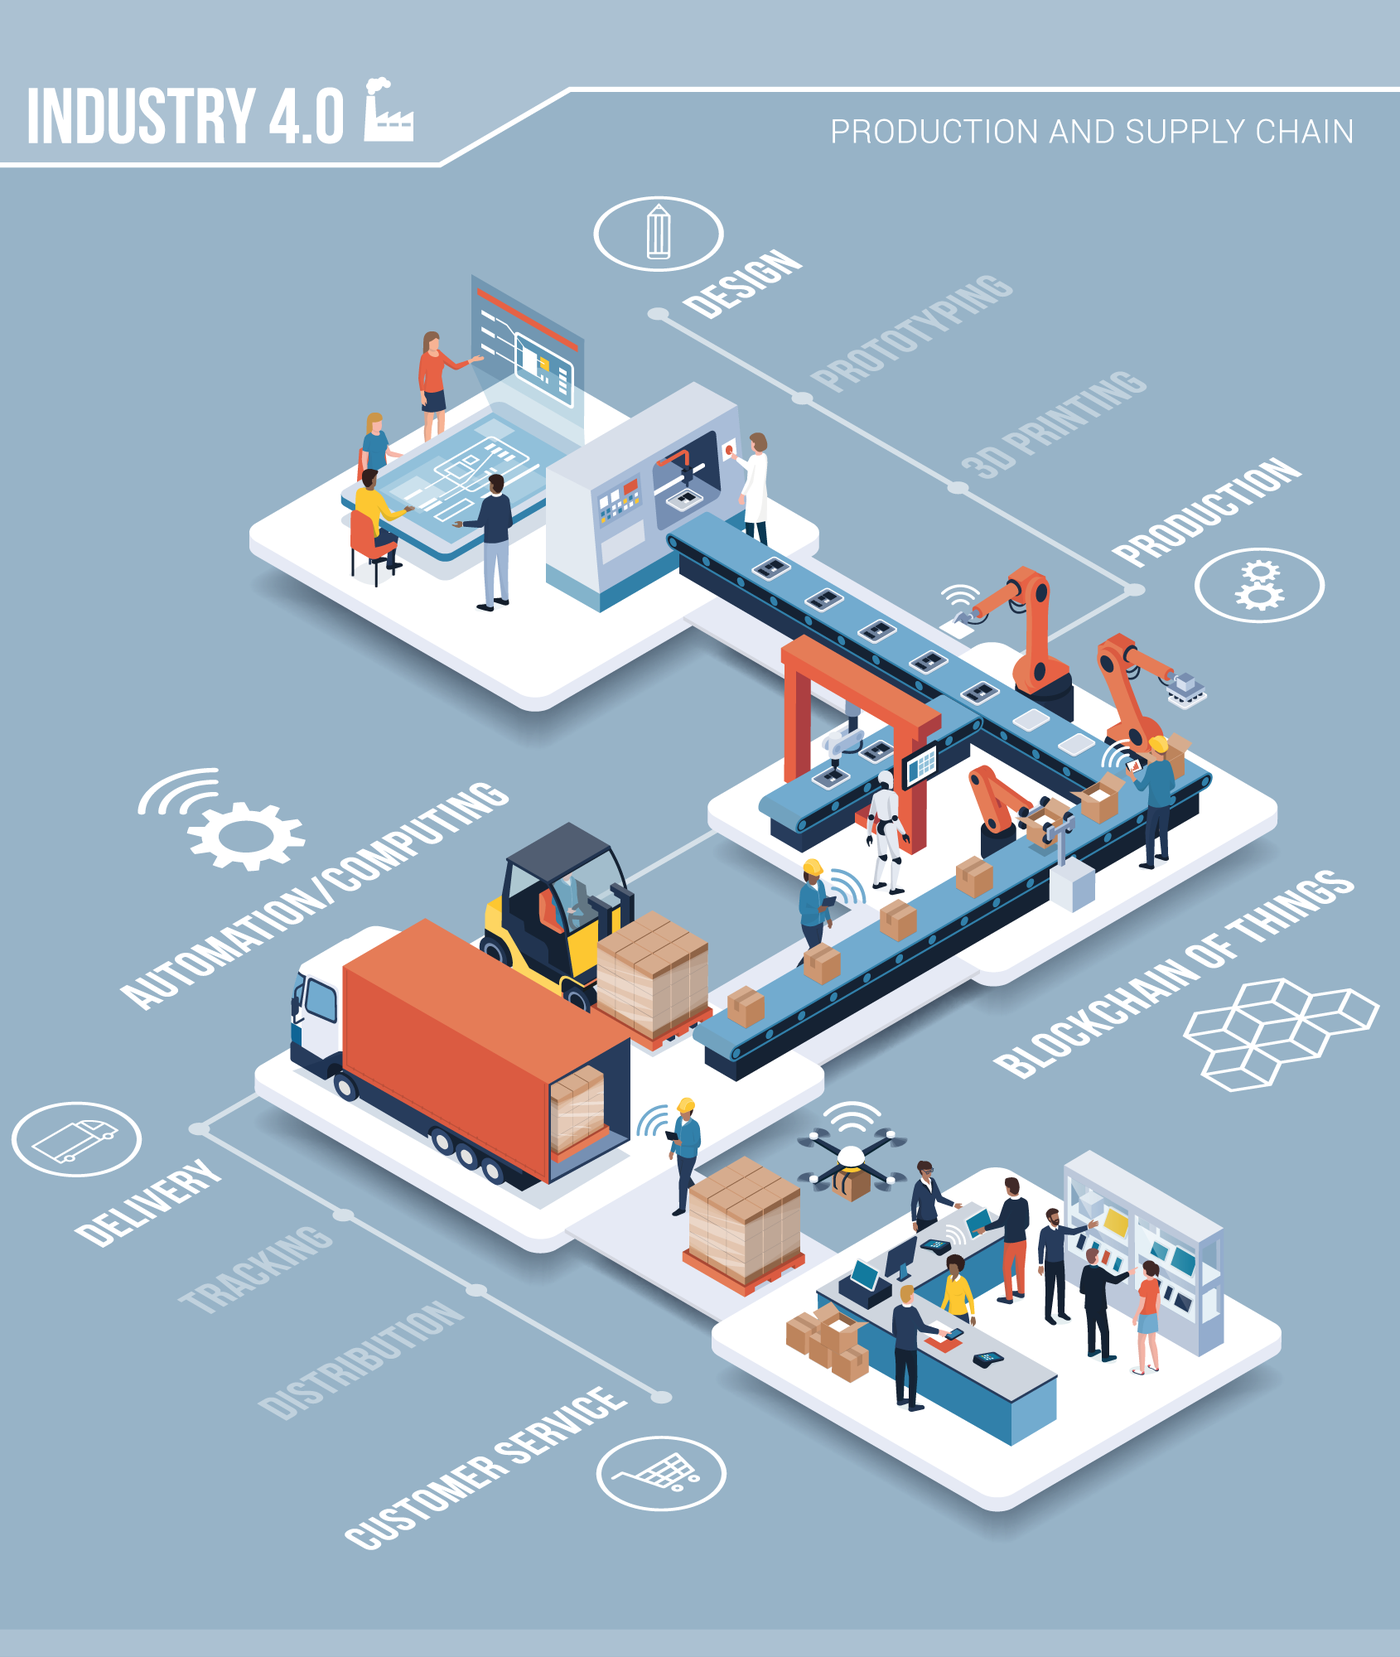 INDUSTRY 4.0
PRODUCTION AND SUPPLY CHAIN
DESIGN
PROTOTYPING
3D PRINTING
PRODUCTION
AUTOMATION/COMPUTING
BLOCKCHAIN OF THINGS
DELIVERY
TRACKING
DISTRIBUTION
CUSTOMER SERVICE